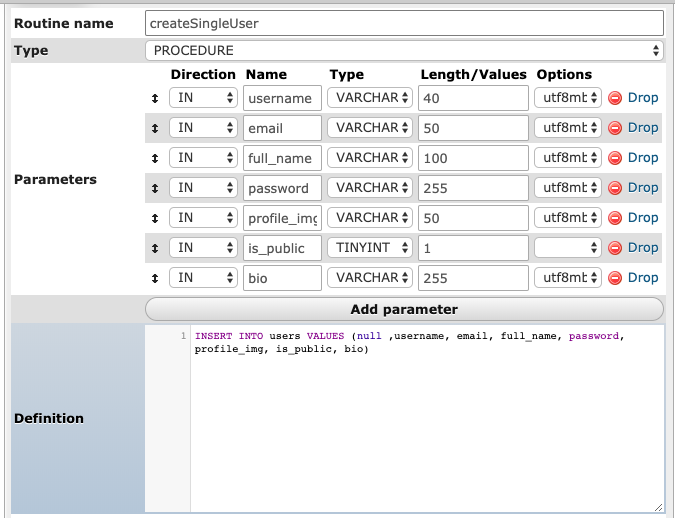 Routine name createSingleUser
Type PROCEDURE
Parameters
Direction Name Type Length/Values Options
IN username VARCHAR 40 utf8mb Drop
IN email VARCHAR 50 utf8mb Drop
IN full_name VARCHAR 100 utf8mb Drop
IN password VARCHAR 255 utf8mb Drop
IN profile_img VARCHAR 50 utf8mb Drop
IN is_public TINYINT 1 Drop
IN bio VARCHAR 255 utf8mb Drop
Add parameter
Definition
1 INSERT INTO users VALUES (null ,username, email, full_name, password,
profile_img, is_public, bio)